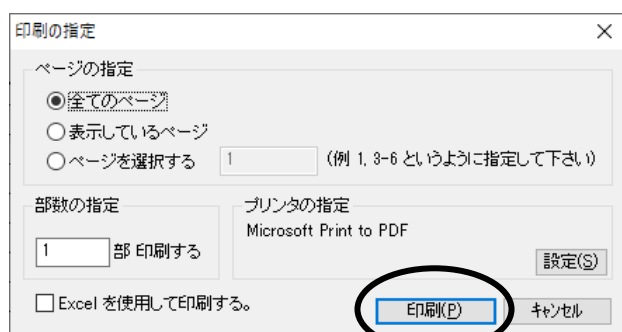 印刷の指定
ページの指定
全てのページ
表示しているページ
ページを選択する 1 (例 1, 3-6 というように指定して下さい)
部数の指定
1 部 印刷する
プリンタの指定
Microsoft Print to PDF
設定(S)
Excel を使用して印刷する。
印刷(P) キャンセル